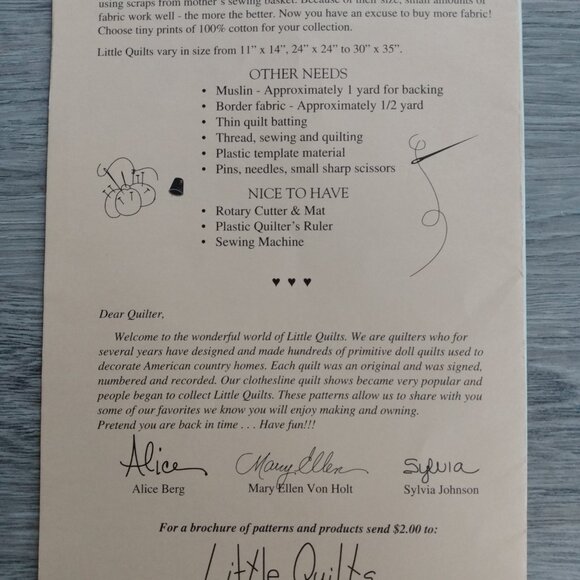 using scraps from mother's sewing basket. Because of their size, small amounts of
fabric work well - the more the better. Now you have an excuse to buy more fabric!
Choose tiny prints of 100% cotton for your collection.
Little Quilts vary in size from 11" x 14", 24" x 24" to 30" x 35".
OTHER NEEDS
• Muslin - Approximately 1 yard for backing
• Border fabric - Approximately 1/2 yard
• Thin quilt batting
• Thread, sewing and quilting
• Plastic template material
• Pins, needles, small sharp scissors
NICE TO HAVE
• Rotary Cutter & Mat
• Plastic Quilter's Ruler
• Sewing Machine
♥ ♥ ♥
Dear Quilter,
Welcome to the wonderful world of Little Quilts. We are quilters who for
several years have designed and made hundreds of primitive doll quilts used to
decorate American country homes. Each quilt was an original and was signed,
numbered and recorded. Our clothesline quilt shows became very popular and
people began to collect Little Quilts. These patterns allow us to share with you
some of our favorites we know you will enjoy making and owning.
Pretend you are back in time . . . Have fun!!!
Alice Mary Ellen Sylvia
Alice Berg Mary Ellen Von Holt Sylvia Johnson
For a brochure of patterns and products send $2.00 to:
Little Quilts